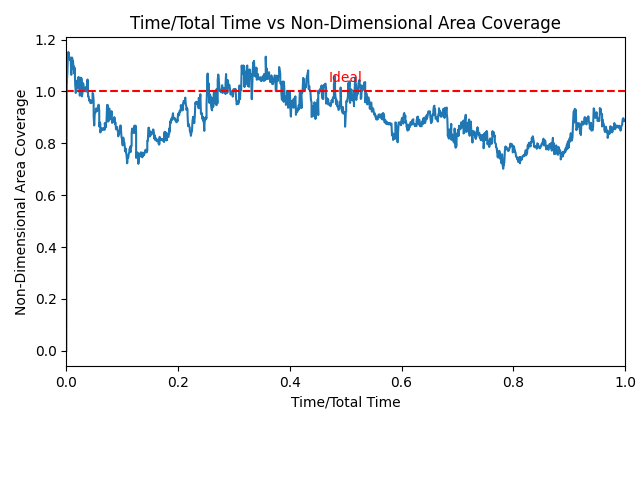 Time/Total Time vs Non-Dimensional Area Coverage
Non-Dimensional Area Coverage
1.2
1.0
0.8
0.6
0.4
0.2
0.0
Ideal
0.0 0.2 0.4 0.6 0.8 1.0
Time/Total Time